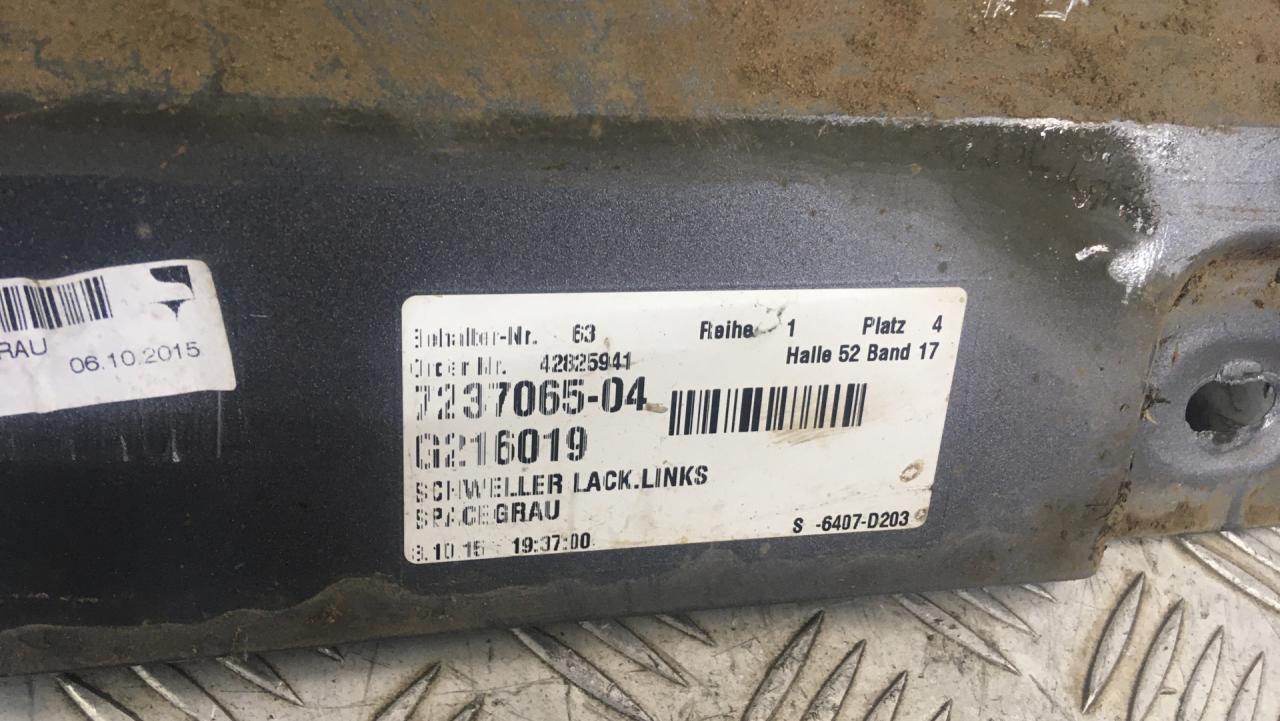 RAU
06.10.2015
Behälter-Nr. 63 Reihe 1 Platz 4
Order Nr. 42825941 Halle 52 Band 17
7237065-04
G216019
SCHWELLER LACK.LINKS
SPACEGRAU
S -6407-D203
8.10.15 19:37:00